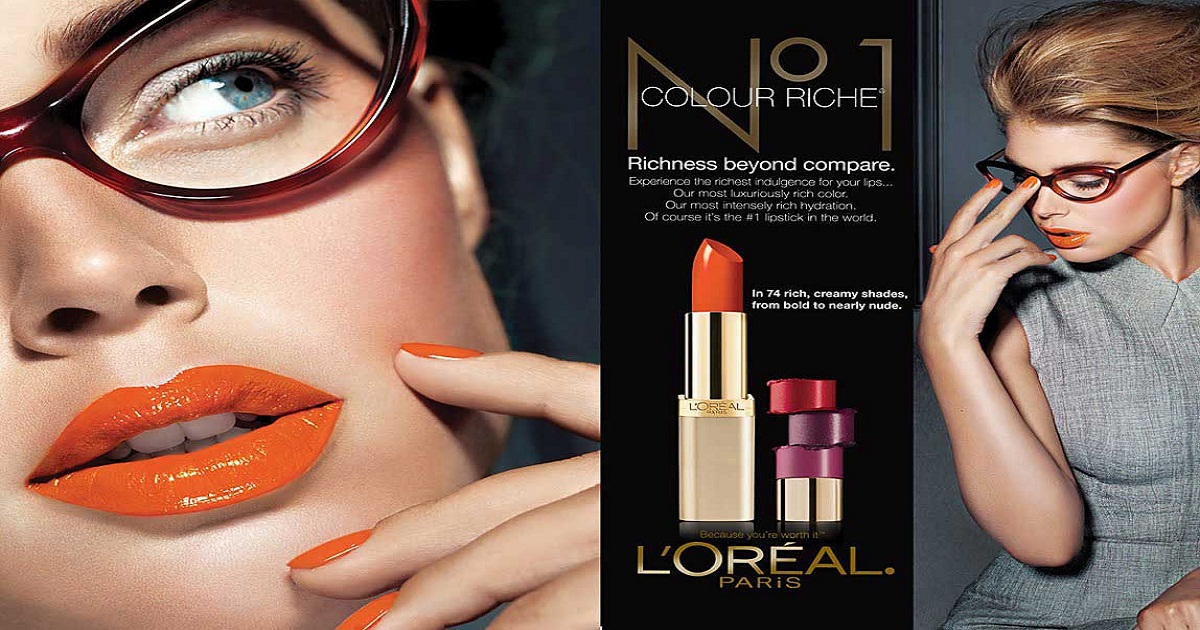 Nº1
COLOUR RICHE®
Richness beyond compare.
Experience the richest indulgence for your lips...
Our most luxuriously rich color.
Our most intensely rich hydration.
Of course it's the #1 lipstick in the world.
In 74 rich, creamy shades,
from bold to nearly nude.
L'ORÉAL
PARIS
Because you're worth it™
L'ORÉAL.
PARiS